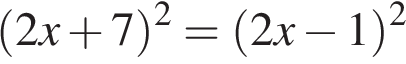 (2x + 7)² = (2x − 1)²